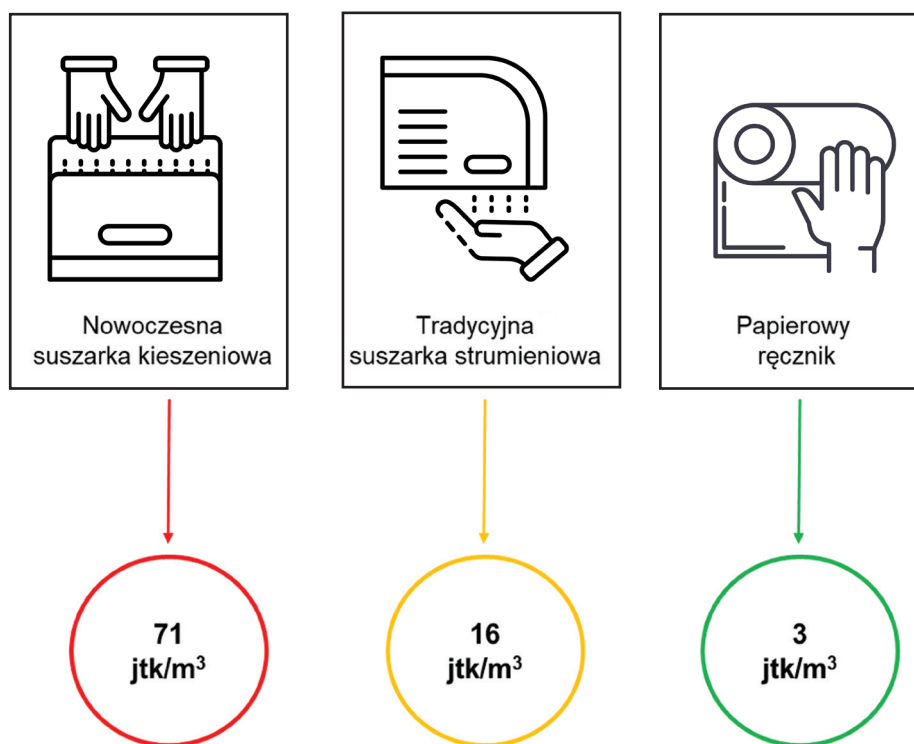 Nowoczesna
suszarka kieszeniowa
Tradycyjna
suszarka strumieniowa
Papierowy
ręcznik
71
jtk/m³
16
jtk/m³
3
jtk/m³